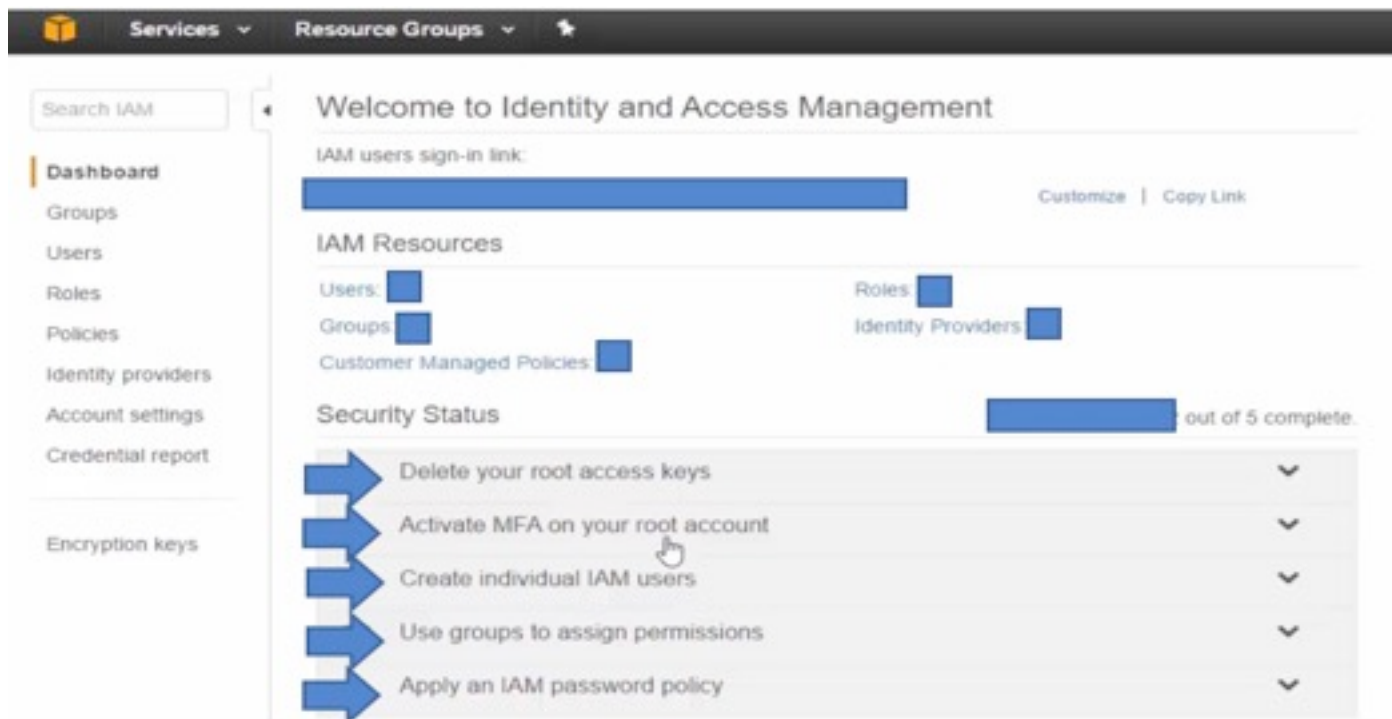 Services Resource Groups
Search IAM
Dashboard
Groups
Users
Roles
Policies
Identity providers
Account settings
Credential report
Encryption keys
Welcome to Identity and Access Management
IAM users sign-in link:
Customize | Copy Link
IAM Resources
Users: Roles:
Groups: Identity Providers:
Customer Managed Policies:
Security Status out of 5 complete.
Delete your root access keys
Activate MFA on your root account
Create individual IAM users
Use groups to assign permissions
Apply an IAM password policy